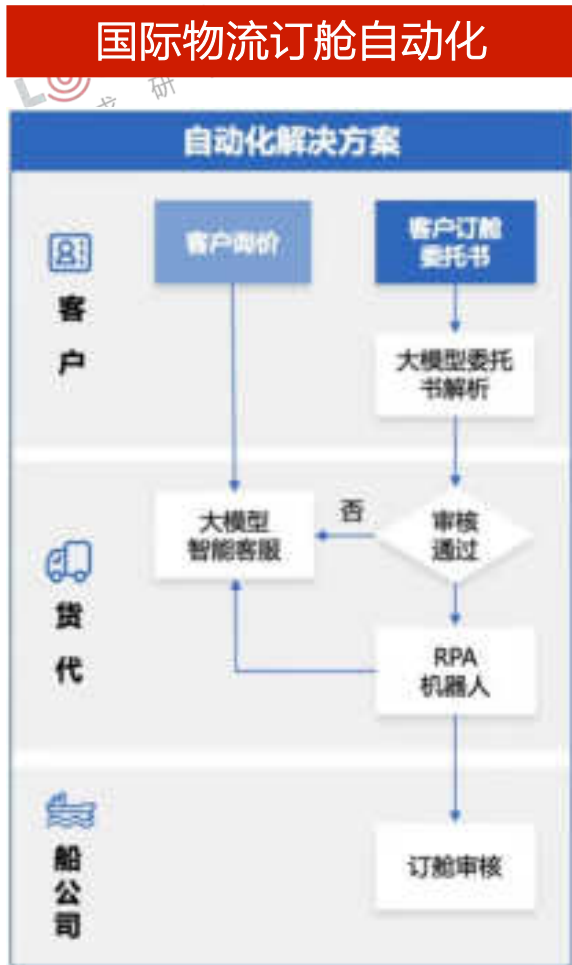 国际物流订舱自动化
研
自动化解决方案
客户询价
客户订舱
委托书
客
户
大模型委托
书解析
大模型
智能客服
否
审核
通过
货
代
RPA
机器人
船
公
司
订舱审核